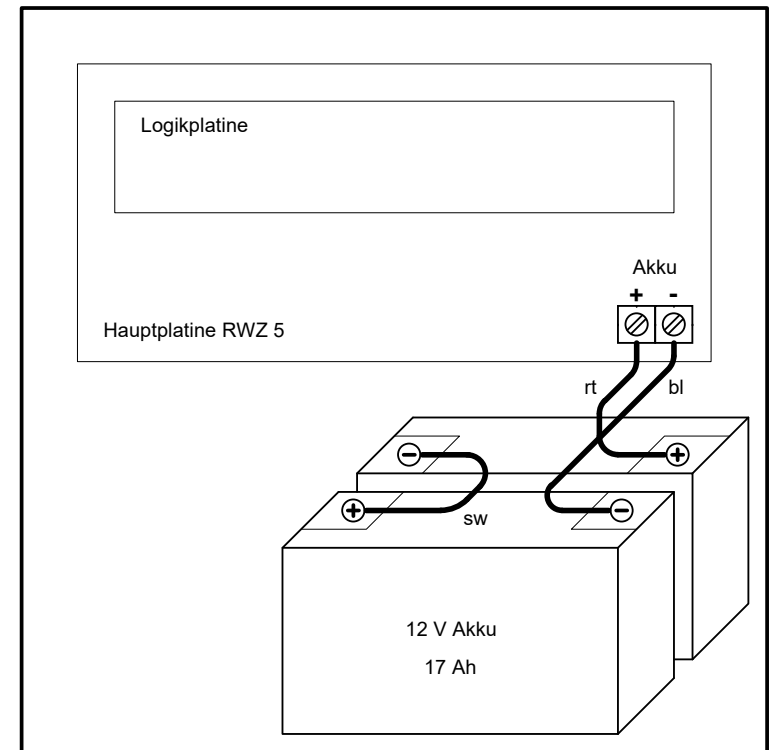 Logikplatine
Akku
+ -
Hauptplatine RWZ 5
rt bl
- +
+ sw -
12 V Akku
17 Ah